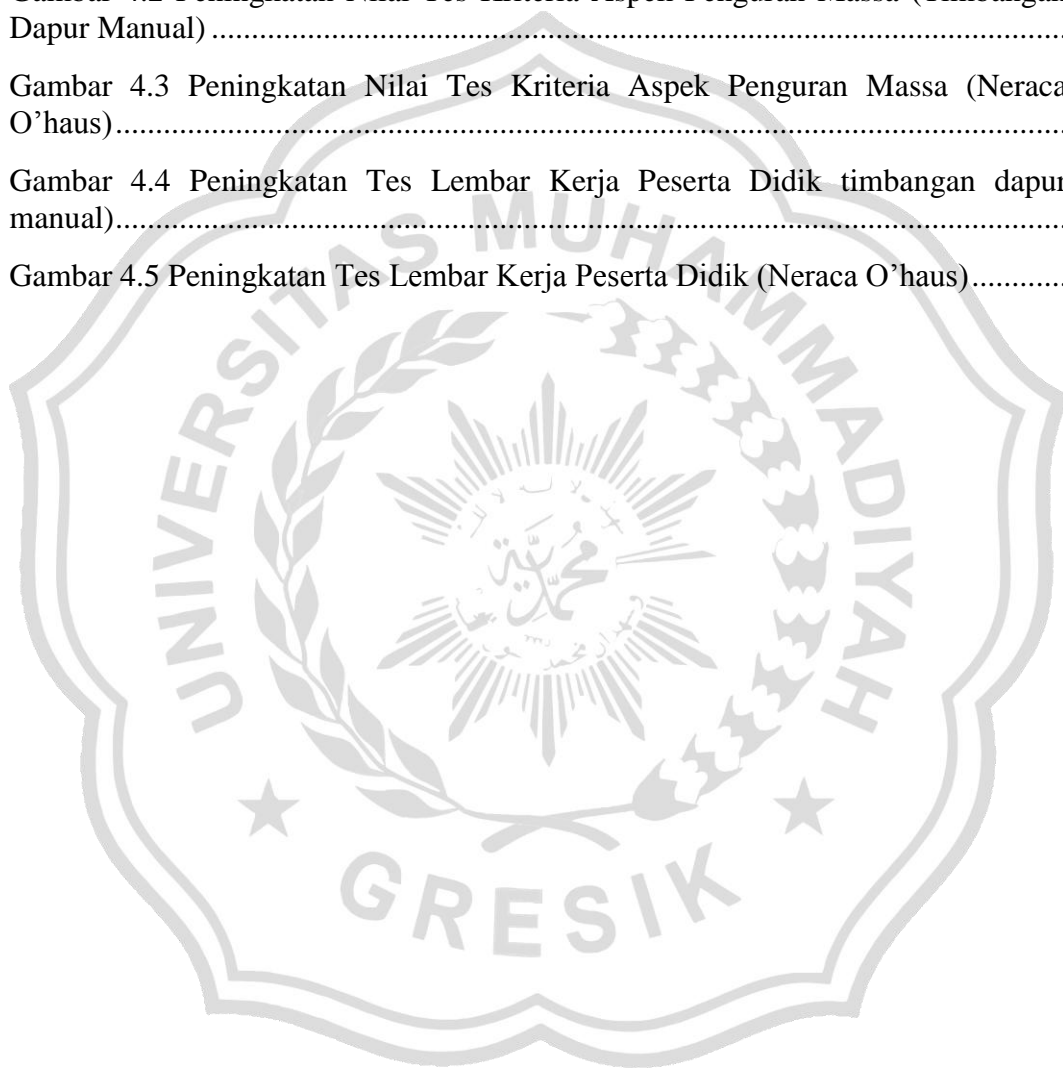 Gambar 4.2 Peningkatan Nilai Tes Kriteria Aspek Penguran Massa (Timbangan
Dapur Manual) ....................................................................................................
Gambar 4.3 Peningkatan Nilai Tes Kriteria Aspek Penguran Massa (Neraca
O’haus)..............................................................................................................
Gambar 4.4 Peningkatan Tes Lembar Kerja Peserta Didik timbangan dapur
manual)..............................................................................................................
Gambar 4.5 Peningkatan Tes Lembar Kerja Peserta Didik (Neraca O’haus)............
UNIVERSITAS MUHAMMADIYAH
GRESIK